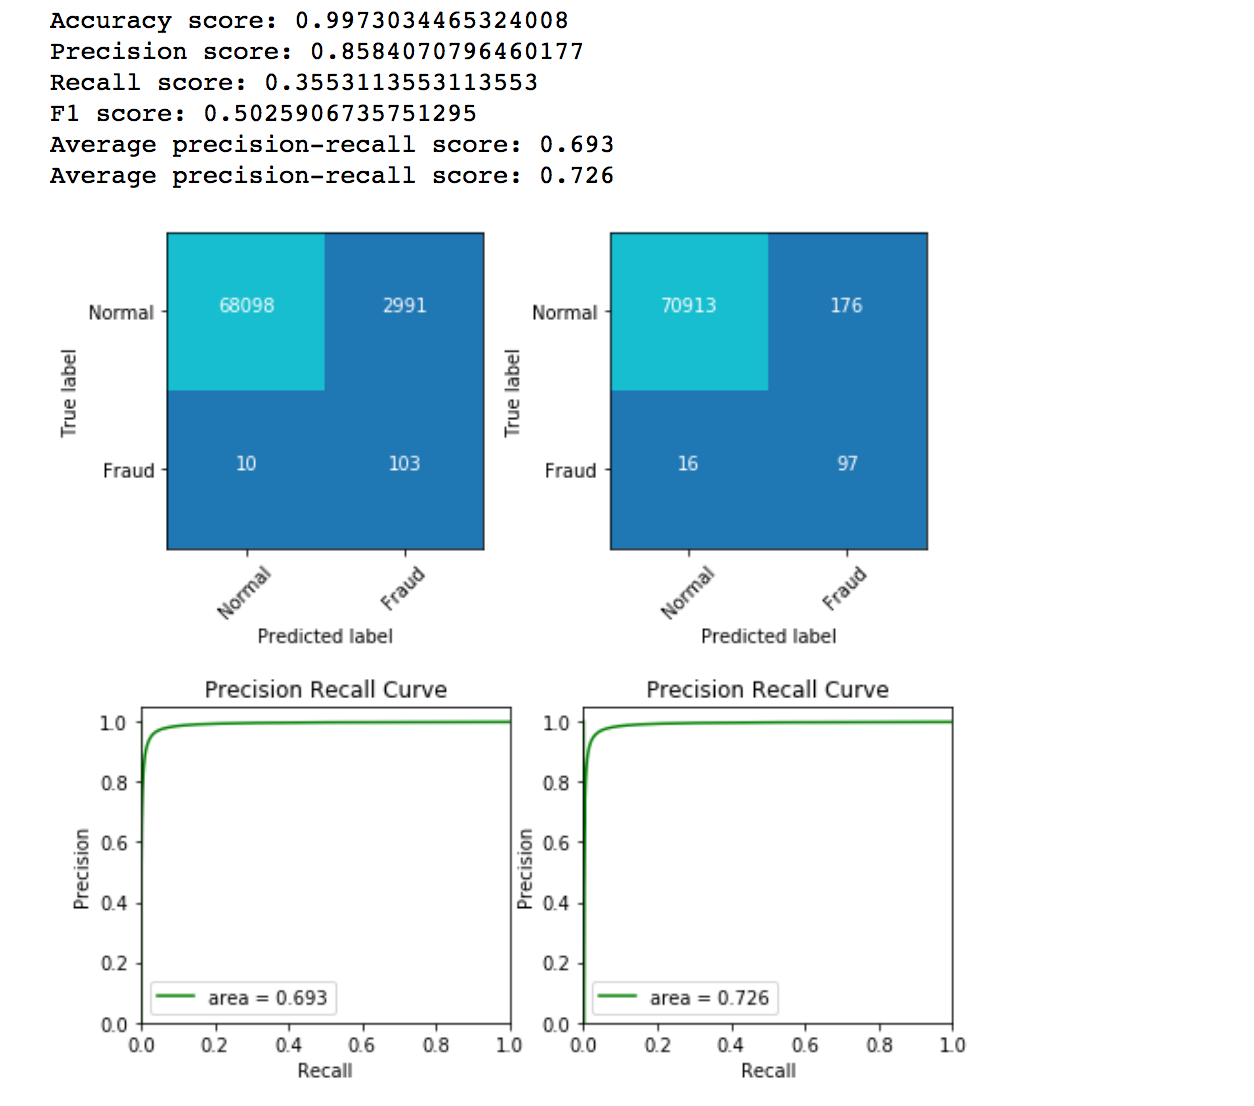 Accuracy score: 0.9973034465324008
Precision score: 0.8584070796460177
Recall score: 0.3553113553113553
F1 score: 0.5025906735751295
Average precision-recall score: 0.693
Average precision-recall score: 0.726
True label
Normal
Fraud
68098
2991
10
103
Normal
Fraud
Predicted label
True label
Normal
Fraud
70913
176
16
97
Normal
Fraud
Predicted label
Precision Recall Curve
Precision
1.0
0.8
0.6
0.4
0.2
0.0
area = 0.693
0.0 0.2 0.4 0.6 0.8 1.0
Recall
Precision Recall Curve
Precision
1.0
0.8
0.6
0.4
0.2
0.0
area = 0.726
0.0 0.2 0.4 0.6 0.8 1.0
Recall